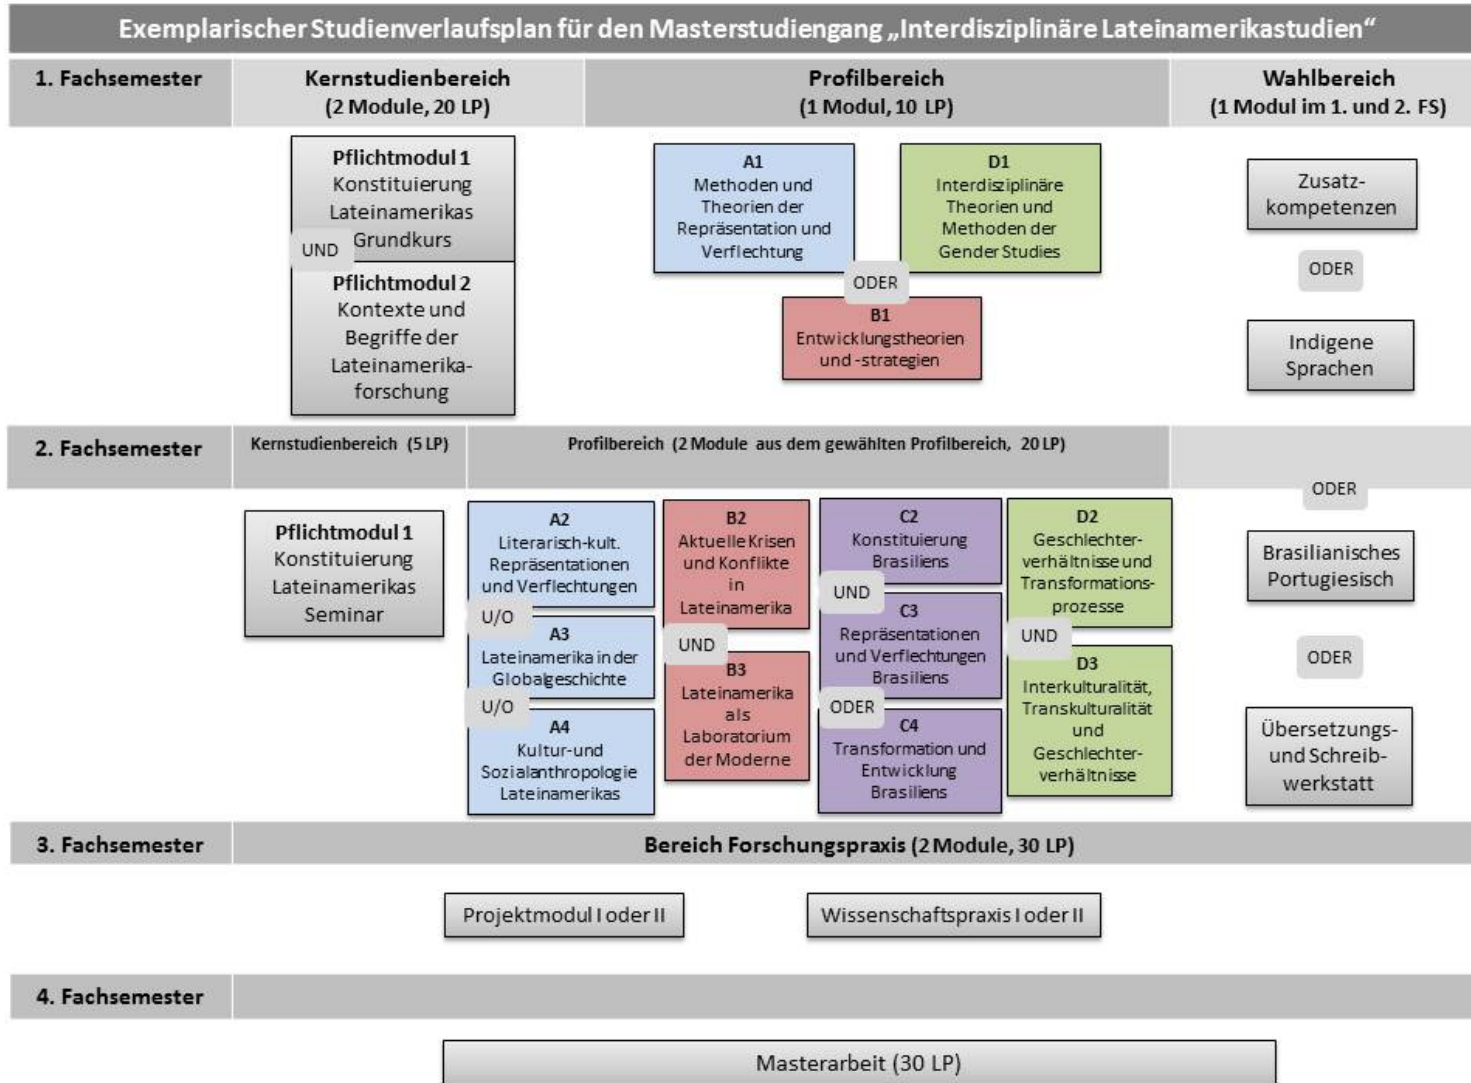 Exemplarischer Studienverlaufsplan für den Masterstudiengang „Interdisziplinäre Lateinamerikastudien“
1. Fachsemester
Kernstudienbereich
(2 Module, 20 LP)
Profilbereich
(1 Modul, 10 LP)
Wahlbereich
(1 Modul im 1. und 2. FS)
Pflichtmodul 1
Konstituierung
Lateinamerikas
Grundkurs
UND
Pflichtmodul 2
Kontexte und
Begriffe der
Lateinamerika-
forschung
A1
Methoden und
Theorien der
Repräsentation und
Verflechtung
D1
Interdisziplinäre
Theorien und
Methoden der
Gender Studies
ODER
B1
Entwicklungstheorien
und -strategien
Zusatz-
kompetenzen
ODER
Indigene
Sprachen
2. Fachsemester
Kernstudienbereich (5 LP)
Profilbereich (2 Module aus dem gewählten Profilbereich, 20 LP)
Pflichtmodul 1
Konstituierung
Lateinamerikas
Seminar
A2
Literarisch-kult.
Repräsentationen
und Verflechtungen
U/O
A3
Lateinamerika in der
Globalgeschichte
U/O
A4
Kultur- und
Sozialanthropologie
Lateinamerikas
B2
Aktuelle Krisen
und Konflikte
in
Lateinamerika
UND
B3
Lateinamerika
als
Laboratorium
der Moderne
C2
Konstituierung
Brasiliens
UND
C3
Repräsentationen
und Verflechtungen
Brasiliens
ODER
C4
Transformation und
Entwicklung
Brasiliens
D2
Geschlechter-
verhältnisse und
Transformations-
prozesse
UND
D3
Interkulturalität,
Transkulturalität
und
Geschlechter-
verhältnisse
ODER
Brasilianisches
Portugiesisch
ODER
Übersetzungs-
und Schreib-
werkstatt
3. Fachsemester
Bereich Forschungspraxis (2 Module, 30 LP)
Projektmodul I oder II
Wissenschaftspraxis I oder II
4. Fachsemester
Masterarbeit (30 LP)